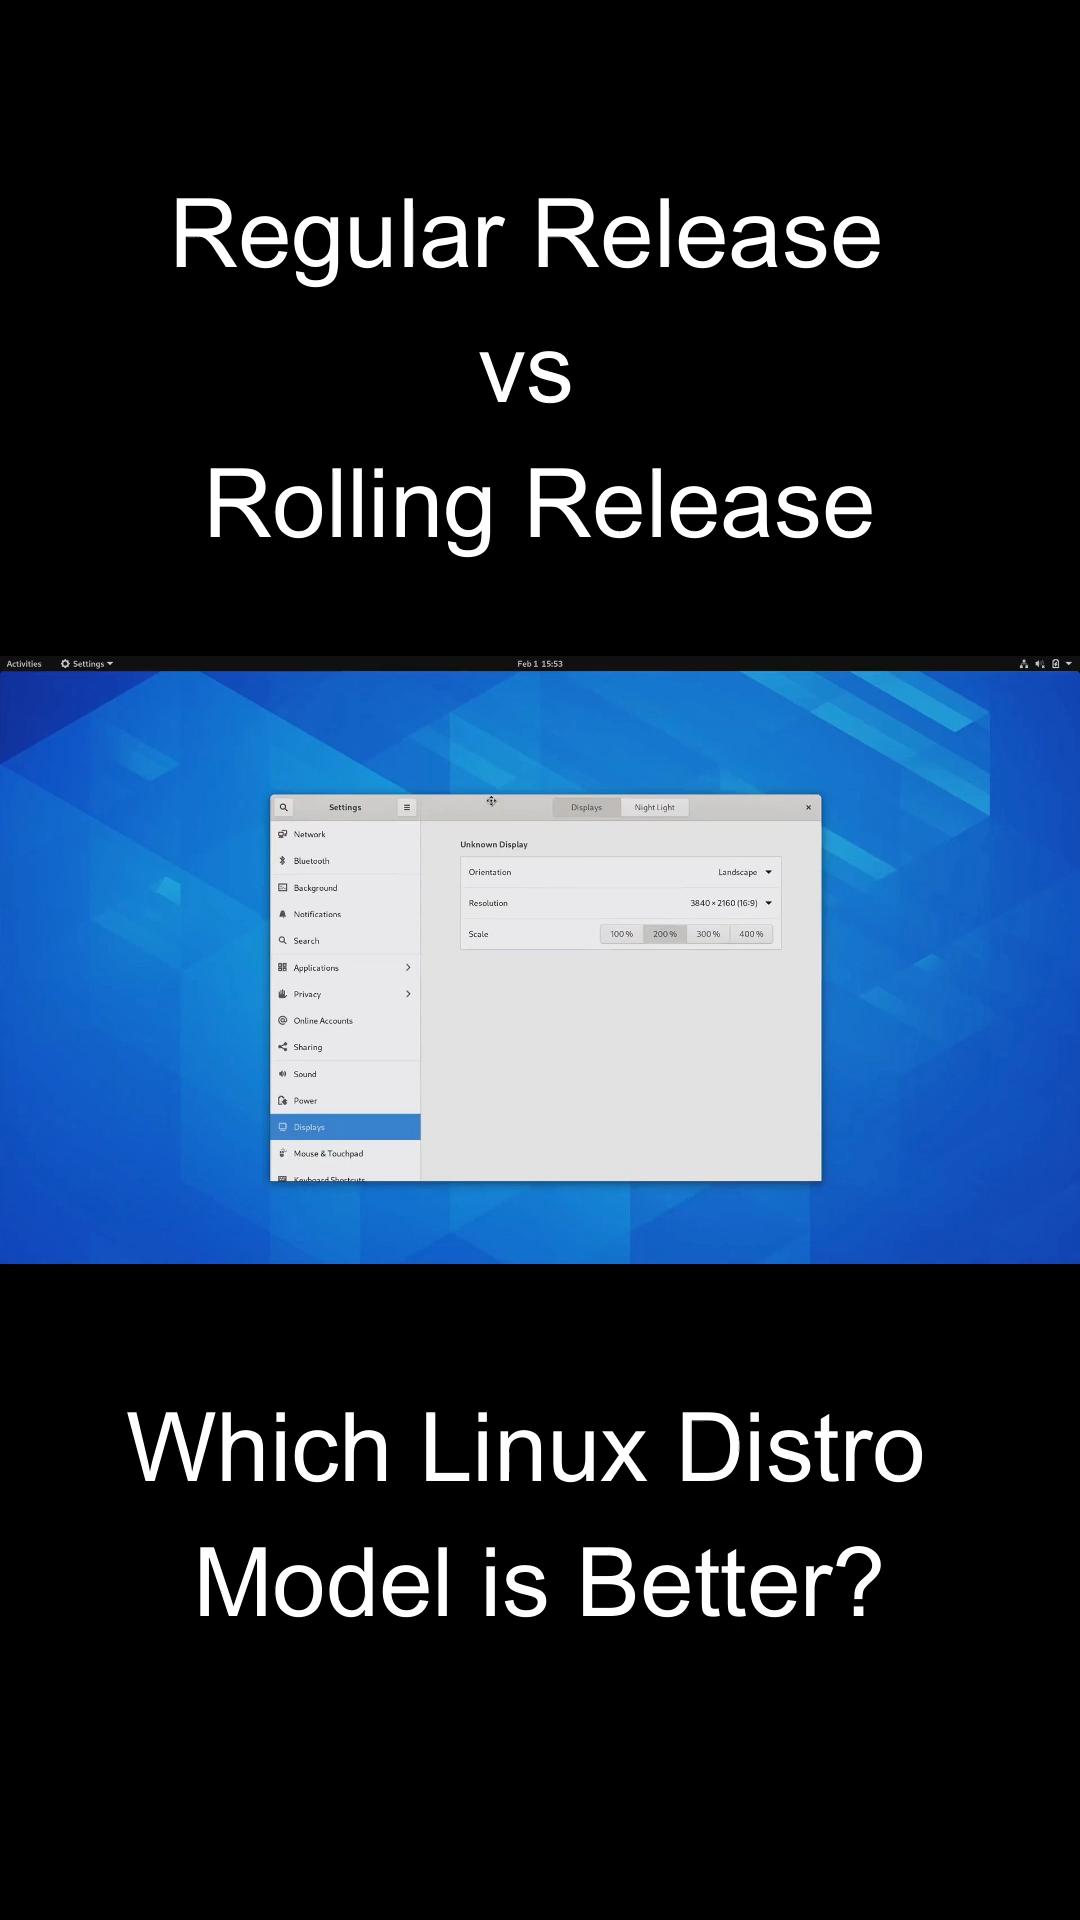 Regular Release
vs
Rolling Release
Activities Settings Feb 1 15:53
Settings Displays Night Light
Network
Bluetooth
Background
Notifications
Search
Applications
Privacy
Online Accounts
Sharing
Sound
Power
Displays
Mouse & Touchpad
Keyboard Shortcuts
Unknown Display
Orientation Landscape
Resolution 3840 × 2160 (16:9)
Scale 100 % 200 % 300 % 400 %
Which Linux Distro
Model is Better?